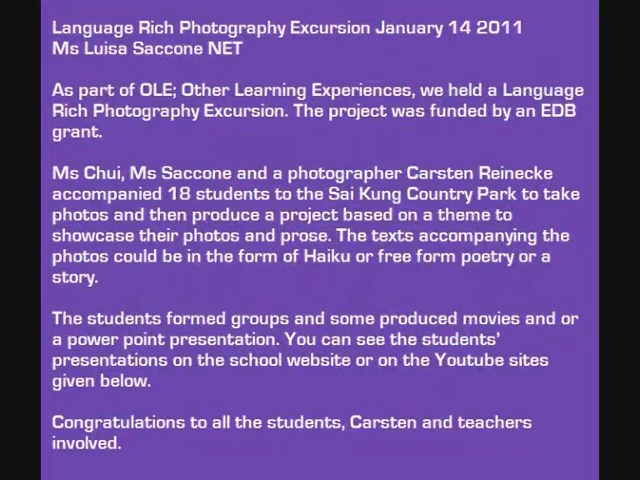 Language Rich Photography Excursion January 14 2011
Ms Luisa Saccone NET
As part of OLE; Other Learning Experiences, we held a Language
Rich Photography Excursion. The project was funded by an EDB
grant.
Ms Chui, Ms Saccone and a photographer Carsten Reinecke
accompanied 18 students to the Sai Kung Country Park to take
photos and then produce a project based on a theme to
showcase their photos and prose. The texts accompanying the
photos could be in the form of Haiku or free form poetry or a
story.
The students formed groups and some produced movies and or
a power point presentation. You can see the students'
presentations on the school website or on the Youtube sites
given below.
Congratulations to all the students, Carsten and teachers
involved.